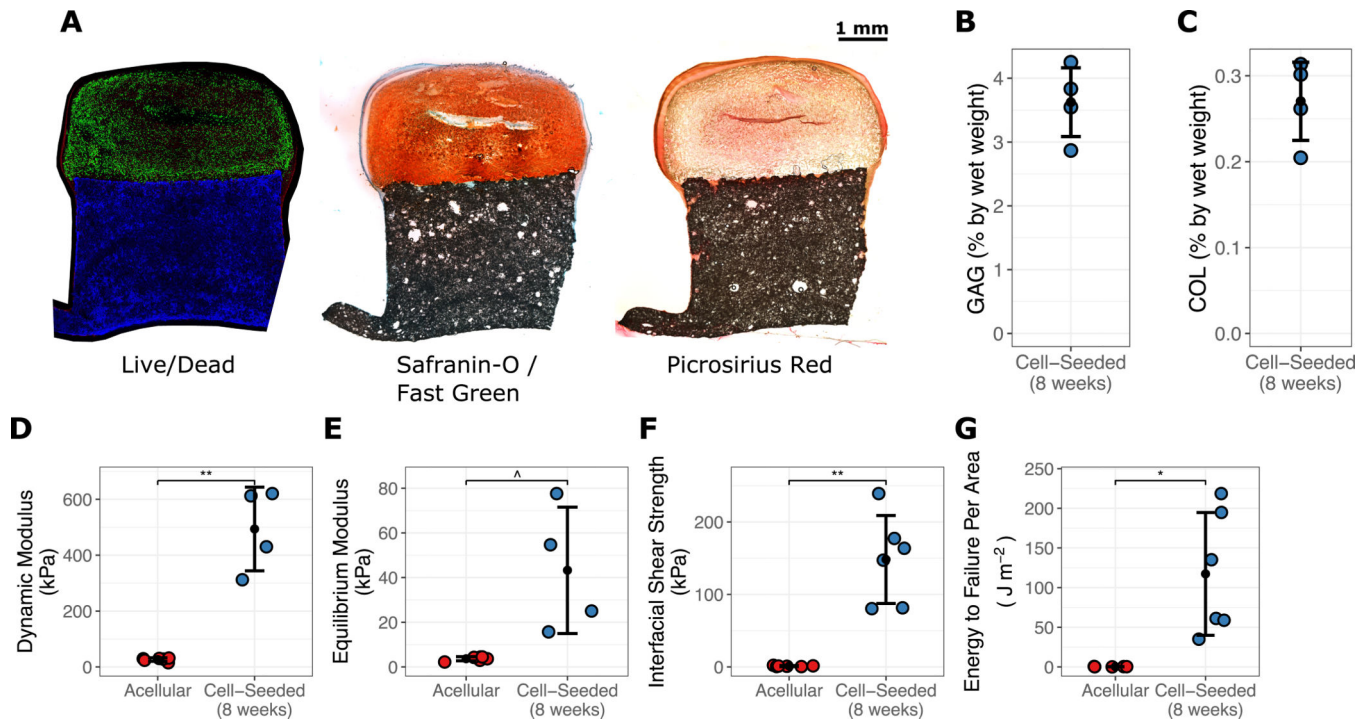 A
1 mm
Live/Dead
Safranin-O /
Fast Green
Picrosirius Red
B
GAG (% by wet weight)
4
3
2
1
0
Cell-Seeded
(8 weeks)
C
COL (% by wet weight)
0.3
0.2
0.1
0.0
Cell-Seeded
(8 weeks)
D
Dynamic Modulus
(kPa)
600
400
200
0
**
Acellular
Cell-Seeded
(8 weeks)
E
Equilibrium Modulus
(kPa)
80
60
40
20
0
^
Acellular
Cell-Seeded
(8 weeks)
F
Interfacial Shear Strength
(kPa)
200
100
0
**
Acellular
Cell-Seeded
(8 weeks)
G
Energy to Failure Per Area
( J m⁻² )
250
200
150
100
50
0
*
Acellular
Cell-Seeded
(8 weeks)